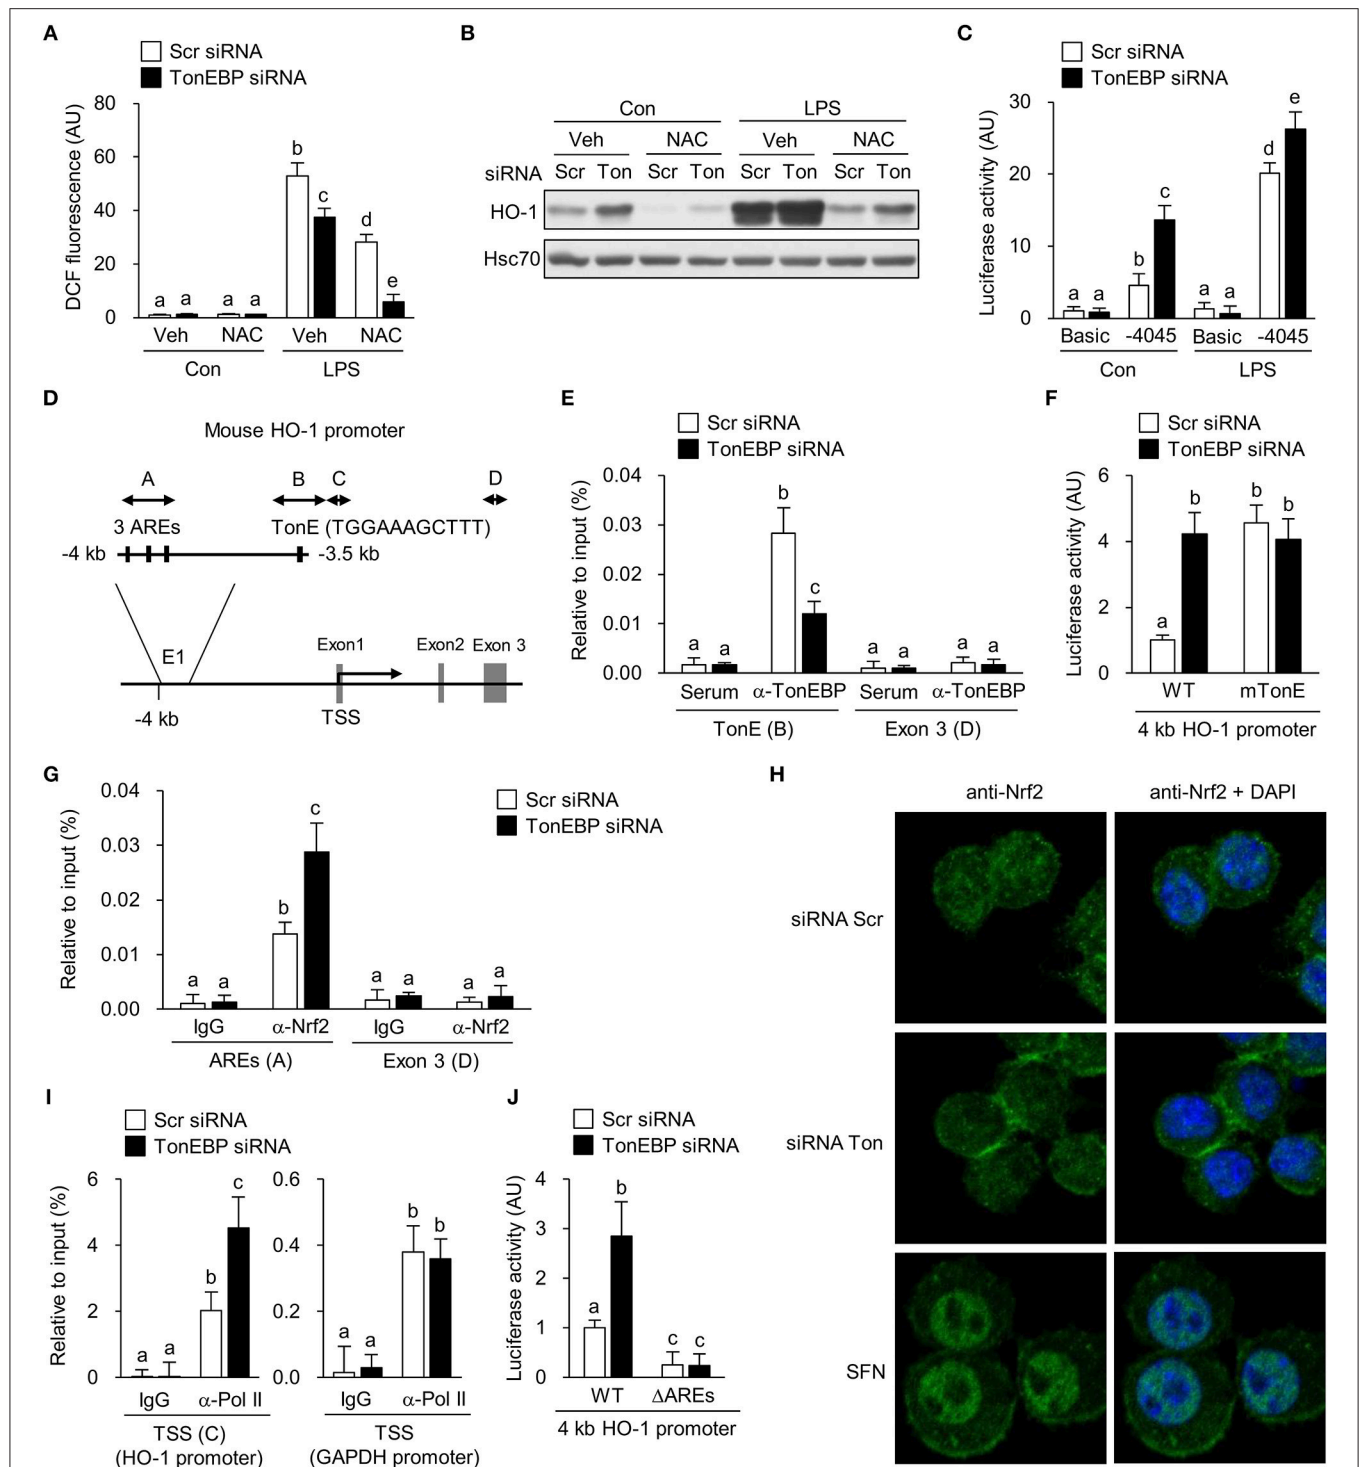 A
Scr siRNA
TonEBP siRNA
DCF fluorescence (AU)
80
60
40
20
0
a a a a b c d e
Veh NAC Veh NAC
Con LPS
B
Con LPS
Veh NAC Veh NAC
siRNA Scr Ton Scr Ton Scr Ton Scr Ton
HO-1
Hsc70
C
Scr siRNA
TonEBP siRNA
Luciferase activity (AU)
30
20
10
0
a a b c a a d e
Basic -4045 Basic -4045
Con LPS
D
Mouse HO-1 promoter
A B C D
3 AREs TonE (TGGAAAGCTTT)
-4 kb -3.5 kb
E1 Exon1 Exon2 Exon 3
-4 kb TSS
E
Scr siRNA
TonEBP siRNA
Relative to input (%)
0.04
0.03
0.02
0.01
0.00
a a b c a a a a
Serum α-TonEBP Serum α-TonEBP
TonE (B) Exon 3 (D)
F
Scr siRNA
TonEBP siRNA
Luciferase activity (AU)
6
4
2
0
a b b b
WT mTonE
4 kb HO-1 promoter
G
Scr siRNA
TonEBP siRNA
Relative to input (%)
0.04
0.03
0.02
0.01
0.00
a a b c a a a a
IgG α-Nrf2 IgG α-Nrf2
AREs (A) Exon 3 (D)
H
anti-Nrf2 anti-Nrf2 + DAPI
siRNA Scr
siRNA Ton
SFN
I
Scr siRNA
TonEBP siRNA
Relative to input (%)
6
4
2
0
a a b c
IgG α-Pol II
TSS (C)
(HO-1 promoter)
0.6
0.4
0.2
0.0
a a b b
IgG α-Pol II
TSS
(GAPDH promoter)
J
Scr siRNA
TonEBP siRNA
Luciferase activity (AU)
4
3
2
1
0
a b c c
WT ΔAREs
4 kb HO-1 promoter